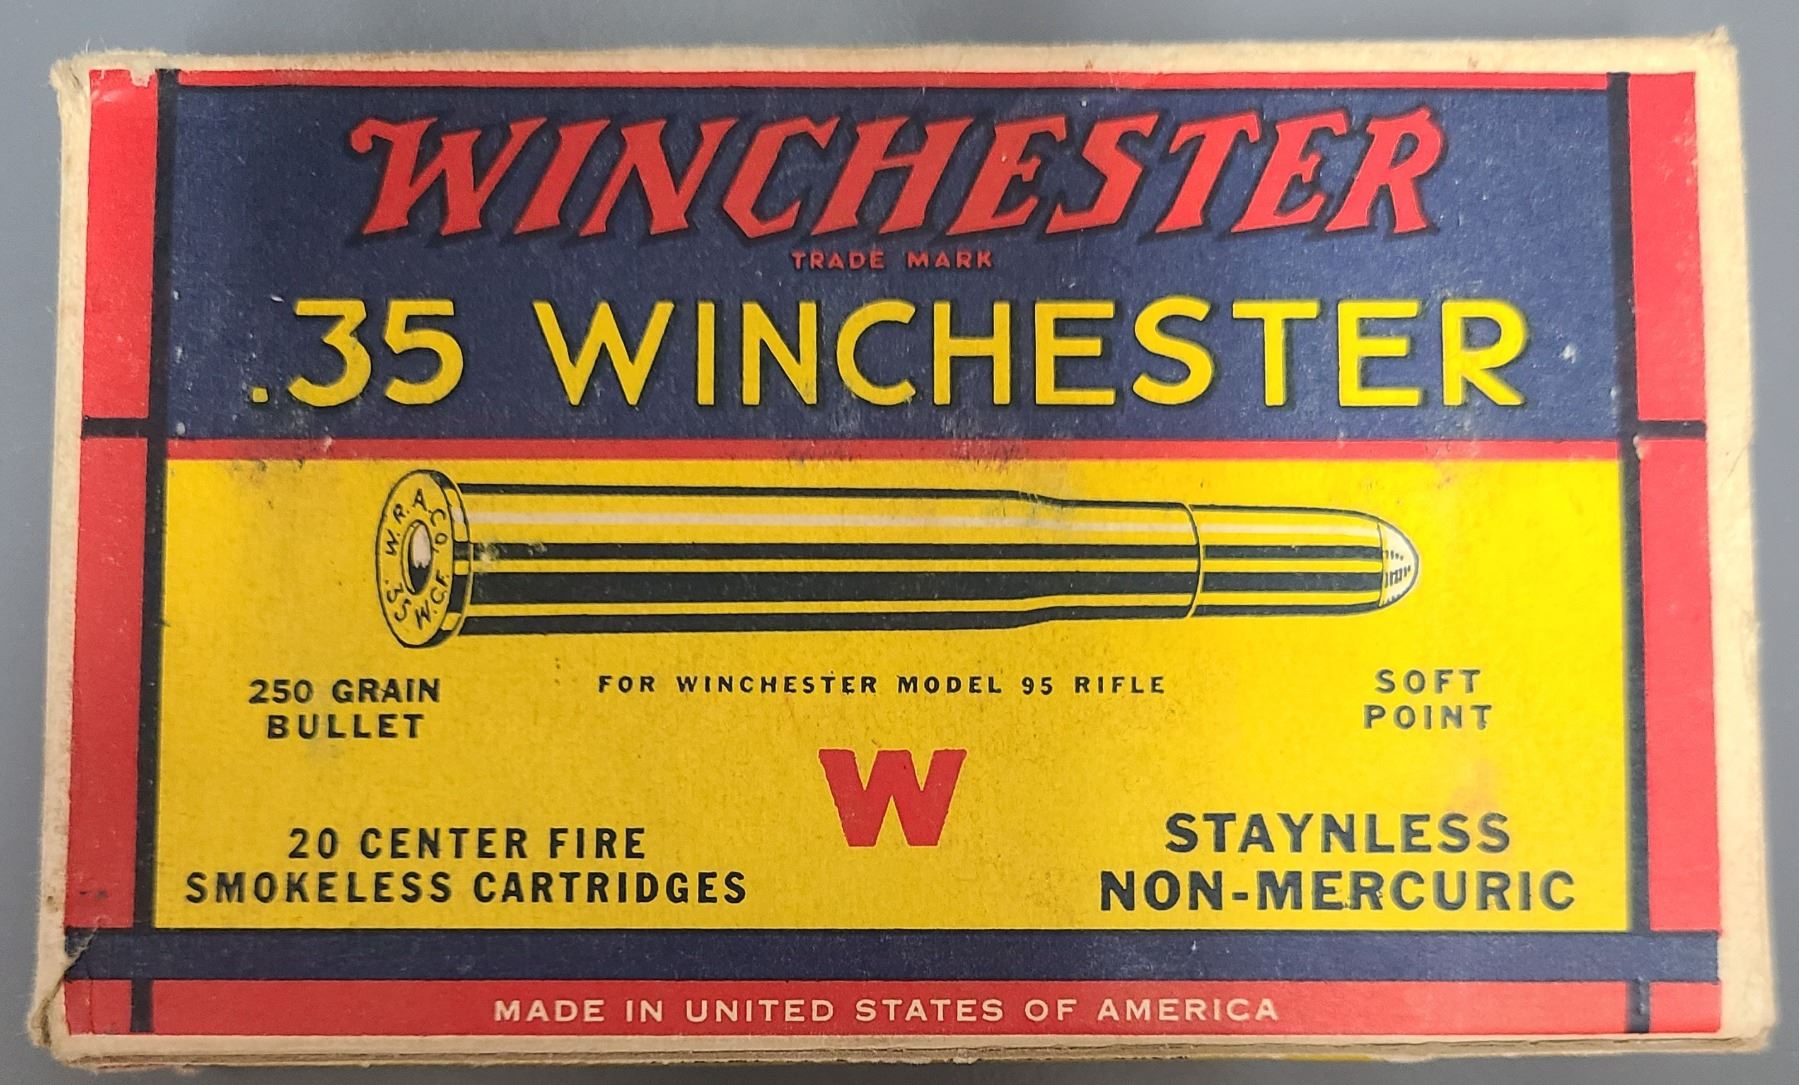 WINCHESTER
TRADE MARK
.35 WINCHESTER
W.R.A.CO.
.35 W.C.F.
250 GRAIN
BULLET
FOR WINCHESTER MODEL 95 RIFLE
SOFT
POINT
W
20 CENTER FIRE
SMOKELESS CARTRIDGES
STAYNLESS
NON-MERCURIC
MADE IN UNITED STATES OF AMERICA